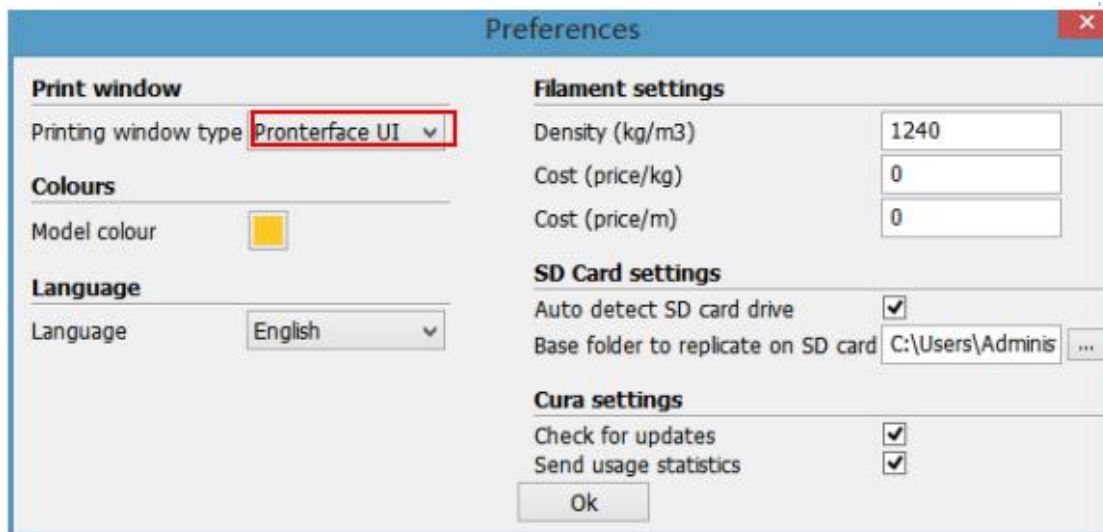 Preferences
Print window
Printing window type Pronterface UI
Colours
Model colour
Language
Language English
Filament settings
Density (kg/m3) 1240
Cost (price/kg) 0
Cost (price/m) 0
SD Card settings
Auto detect SD card drive
Base folder to replicate on SD card C:\Users\Adminis ...
Cura settings
Check for updates
Send usage statistics
Ok